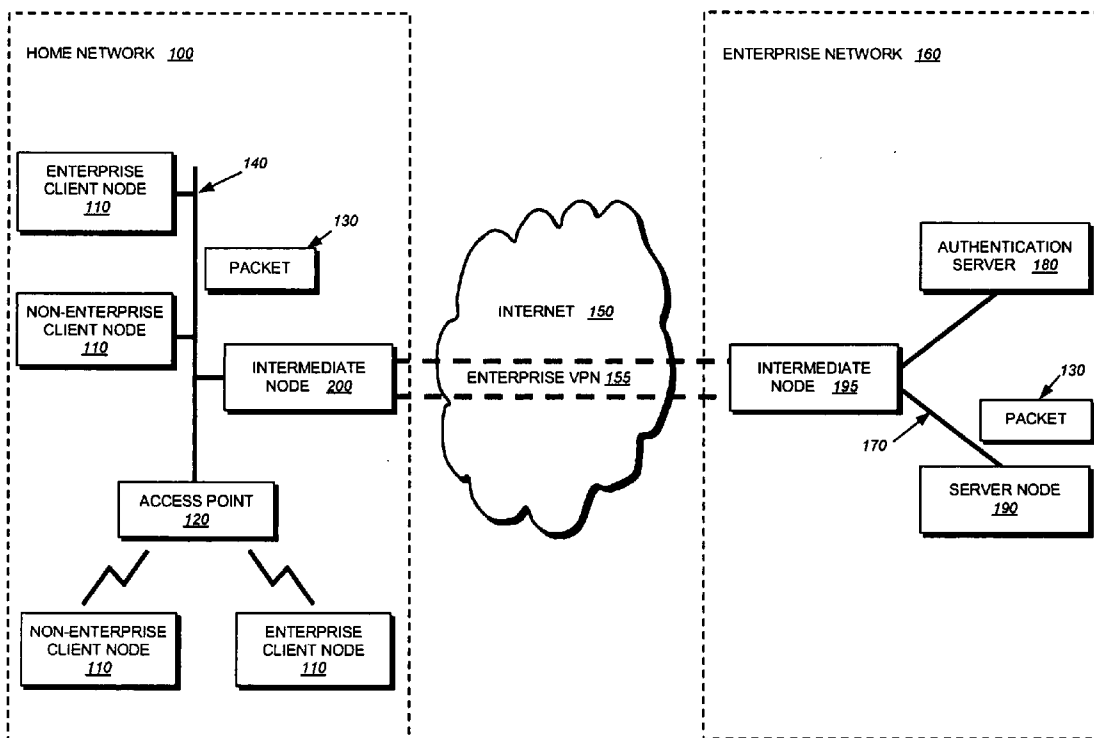 HOME NETWORK 100
ENTERPRISE NETWORK 160
ENTERPRISE
CLIENT NODE
110
140
130
PACKET
NON-ENTERPRISE
CLIENT NODE
110
INTERMEDIATE
NODE 200
ACCESS POINT
120
NON-ENTERPRISE
CLIENT NODE
110
ENTERPRISE
CLIENT NODE
110
INTERNET 150
ENTERPRISE VPN 155
AUTHENTICATION
SERVER 180
INTERMEDIATE
NODE 195
130
PACKET
170
SERVER NODE
190